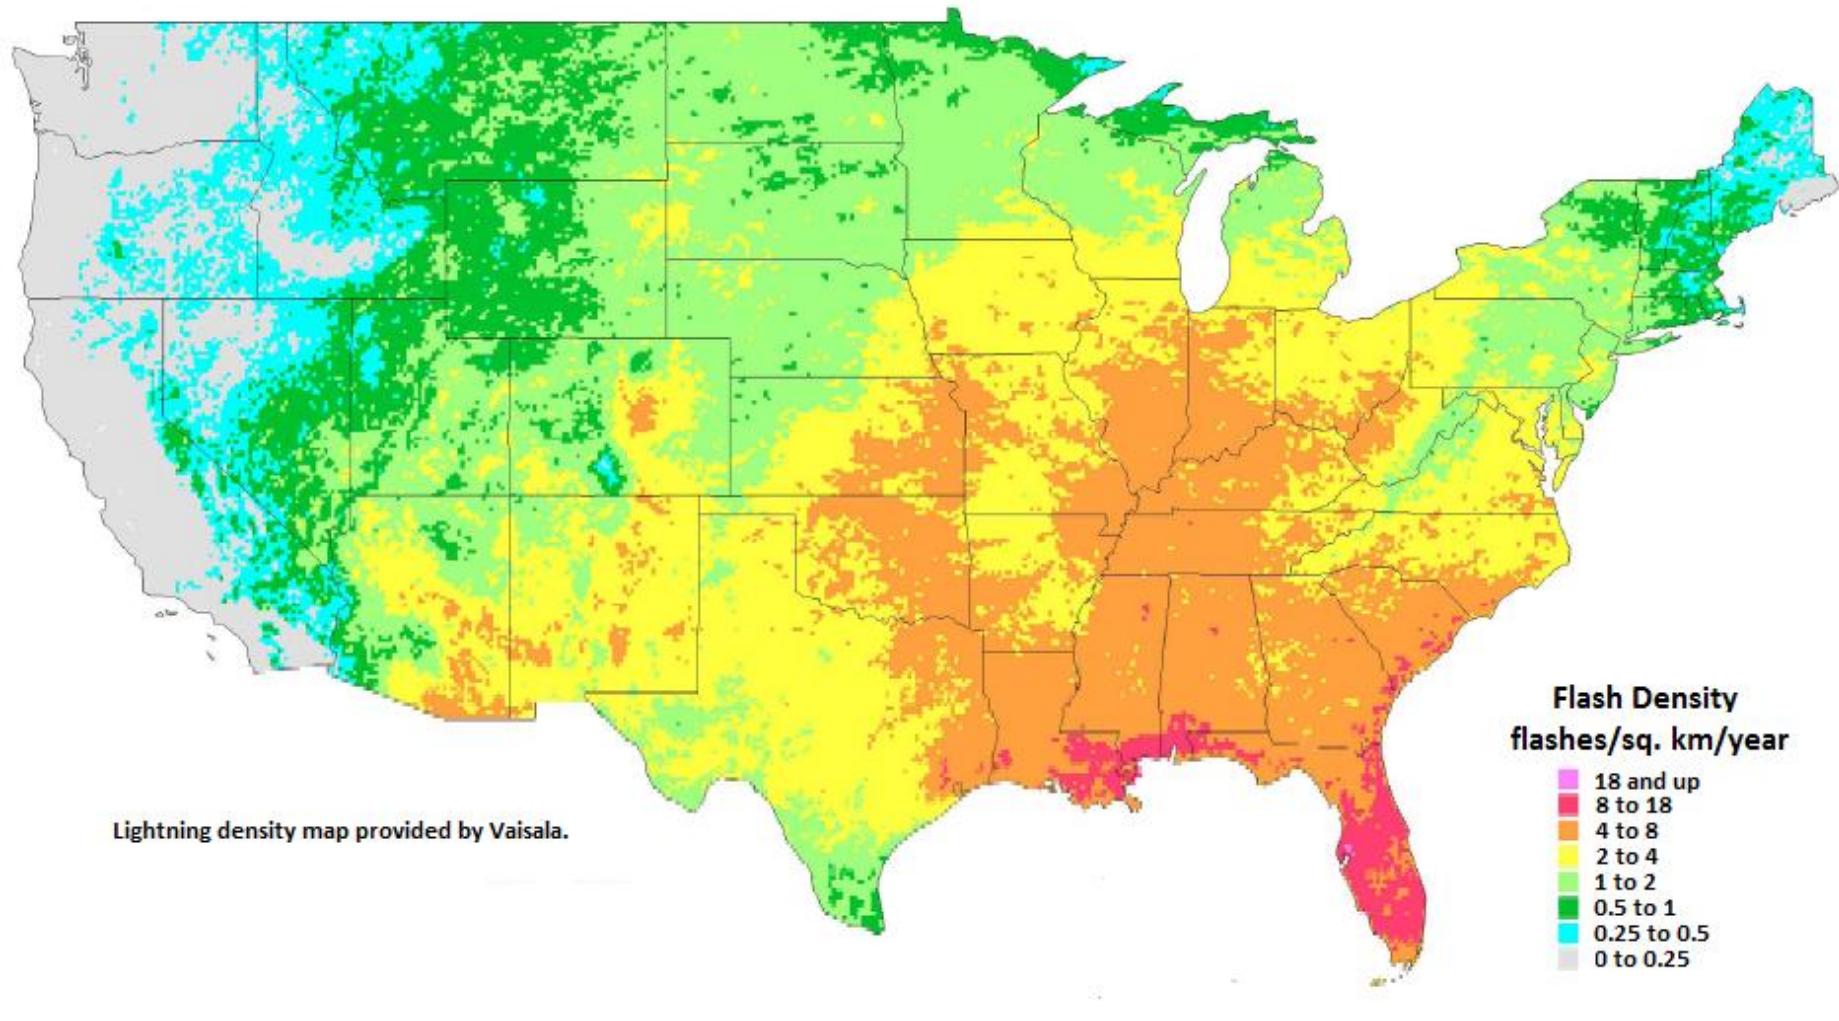 Flash Density
flashes/sq. km/year
18 and up
8 to 18
4 to 8
2 to 4
1 to 2
0.5 to 1
0.25 to 0.5
0 to 0.25
Lightning density map provided by Vaisala.